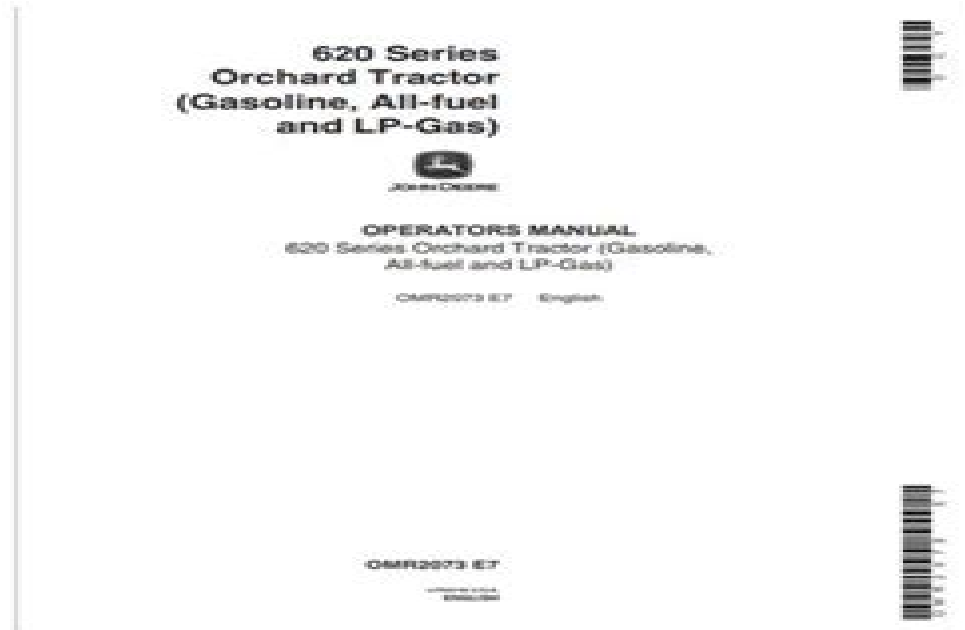 620 Series
Orchard Tractor
(Gasoline, All-fuel
and LP-Gas)
JOHN DEERE
OPERATORS MANUAL
620 Series Orchard Tractor (Gasoline,
All-fuel and LP-Gas)
OMR2073 E7 English
OMR2073 E7
ENGLISH